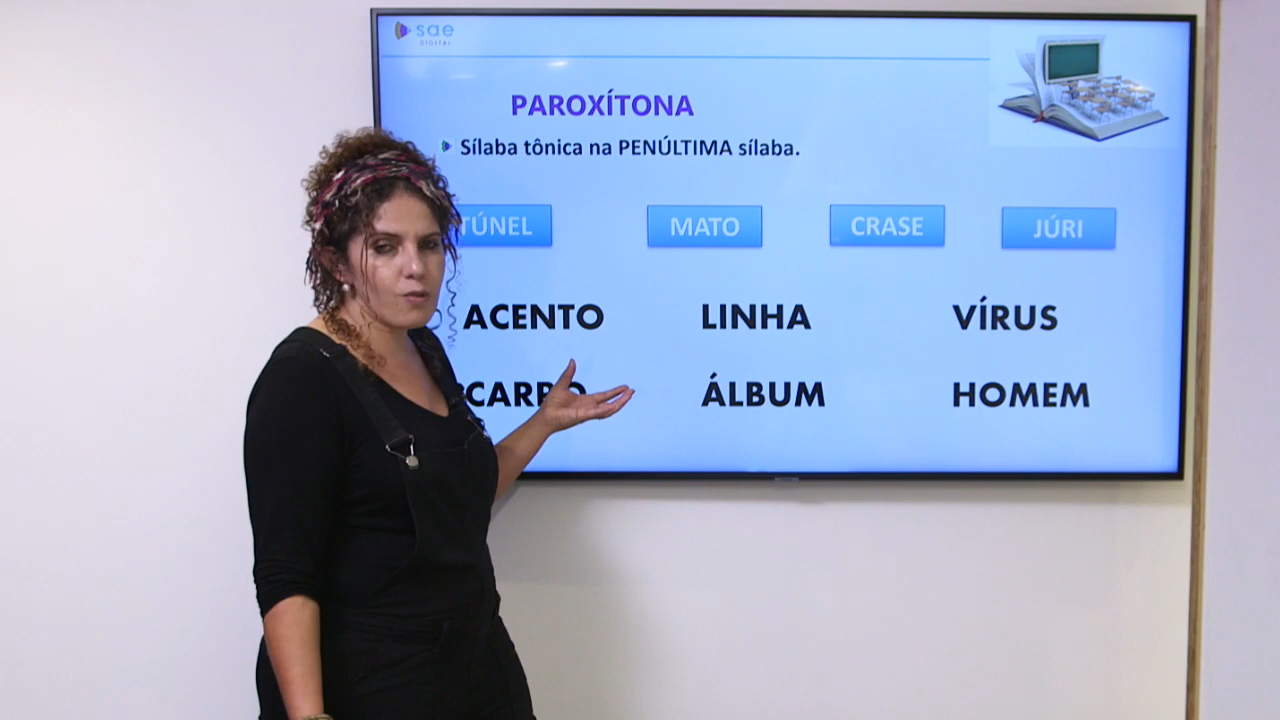 sae
DIGITAL
PAROXÍTONA
Sílaba tônica na PENÚLTIMA sílaba.
TÚNEL MATO CRASE JÚRI
ACENTO LINHA VÍRUS
ÁLBUM HOMEM